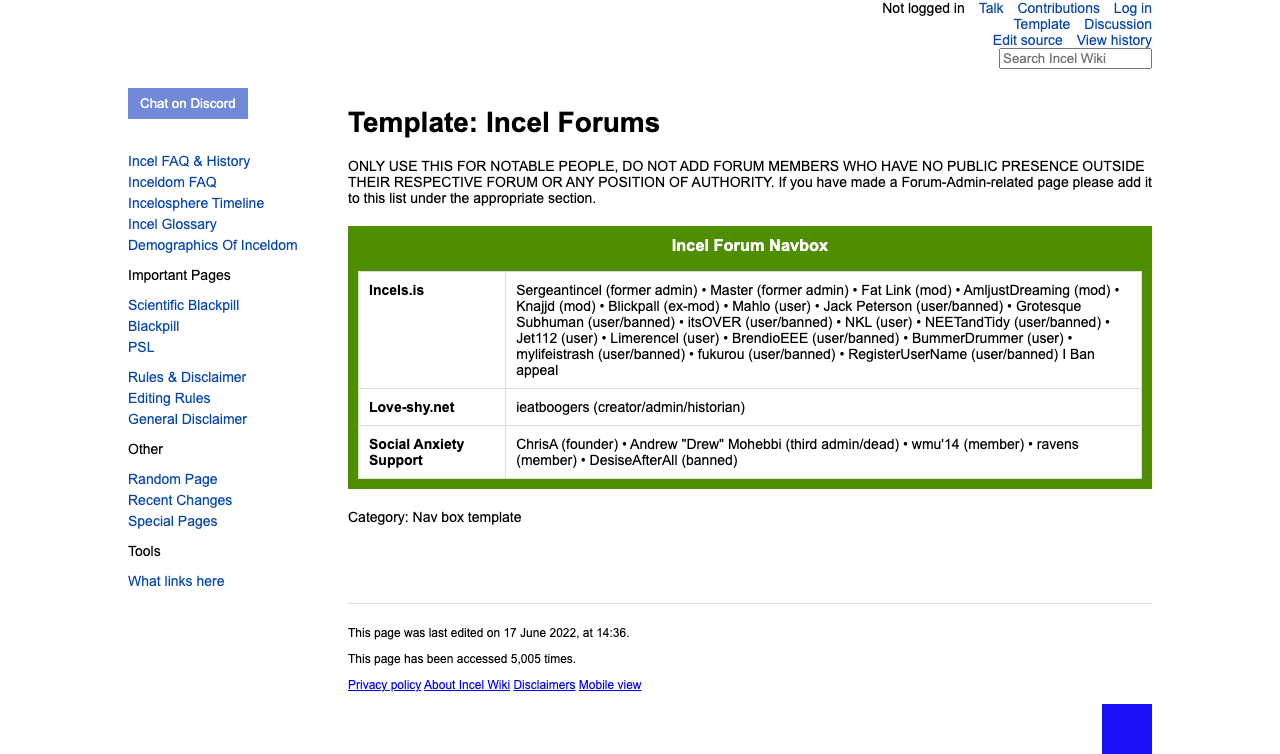 Not logged in Talk Contributions Log in
Template Discussion
Edit source View history
Search Incel Wiki
Chat on Discord
Incel FAQ & History
Inceldom FAQ
Incelosphere Timeline
Incel Glossary
Demographics Of Inceldom
Important Pages
Scientific Blackpill
Blackpill
PSL
Rules & Disclaimer
Editing Rules
General Disclaimer
Other
Random Page
Recent Changes
Special Pages
Tools
What links here
Template: Incel Forums
ONLY USE THIS FOR NOTABLE PEOPLE, DO NOT ADD FORUM MEMBERS WHO HAVE NO PUBLIC PRESENCE OUTSIDE
THEIR RESPECTIVE FORUM OR ANY POSITION OF AUTHORITY. If you have made a Forum-Admin-related page please add it
to this list under the appropriate section.
Incel Forum Navbox
Incels.is
Sergeantincel (former admin) • Master (former admin) • Fat Link (mod) • AmljustDreaming (mod) •
Knajjd (mod) • Blickpall (ex-mod) • Mahlo (user) • Jack Peterson (user/banned) • Grotesque
Subhuman (user/banned) • itsOVER (user/banned) • NKL (user) • NEETandTidy (user/banned) •
Jet112 (user) • Limerencel (user) • BrendioEEE (user/banned) • BummerDrummer (user) •
mylifeistrash (user/banned) • fukurou (user/banned) • RegisterUserName (user/banned) I Ban
appeal
Love-shy.net
ieatboogers (creator/admin/historian)
Social Anxiety
Support
ChrisA (founder) • Andrew "Drew" Mohebbi (third admin/dead) • wmu'14 (member) • ravens
(member) • DesiseAfterAll (banned)
Category: Nav box template
This page was last edited on 17 June 2022, at 14:36.
This page has been accessed 5,005 times.
Privacy policy About Incel Wiki Disclaimers Mobile view